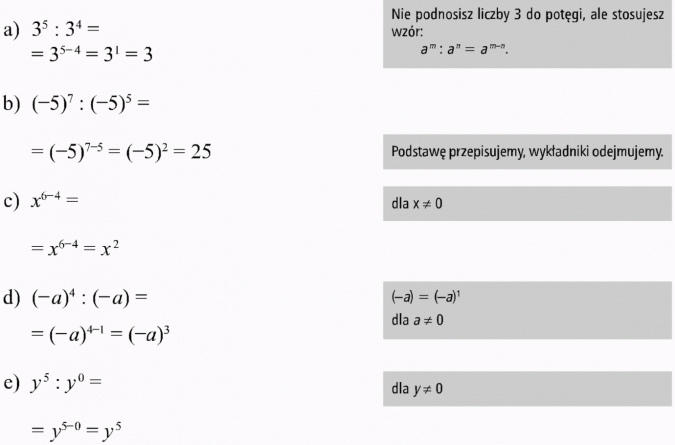 a) 3⁵ : 3⁴ =
= 3⁵⁻⁴ = 3¹ = 3
Nie podnosisz liczby 3 do potęgi, ale stosujesz
wzór:
aᵐ : aⁿ = aᵐ⁻ⁿ.
b) (−5)⁷ : (−5)⁵ =
= (−5)⁷⁻⁵ = (−5)² = 25
Podstawę przepisujemy, wykładniki odejmujemy.
c) x⁶⁻⁴ =
dla x ≠ 0
= x⁶⁻⁴ = x²
d) (−a)⁴ : (−a) =
= (−a)⁴⁻¹ = (−a)³
(−a) = (−a)¹
dla a ≠ 0
e) y⁵ : y⁰ =
dla y ≠ 0
= y⁵⁻⁰ = y⁵